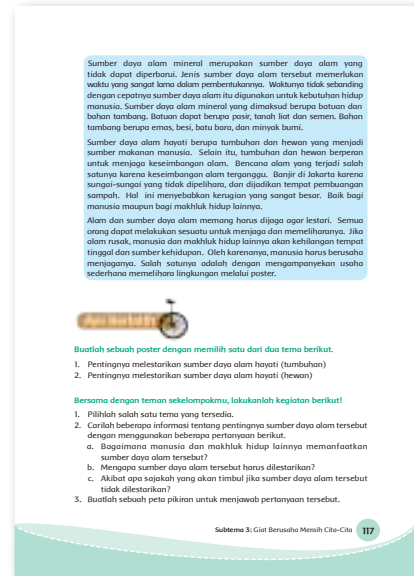 Sumber daya alam mineral merupakan sumber daya alam yang
tidak dapat diperbarui. Jenis sumber daya alam tersebut memerlukan
waktu yang sangat lama dalam pembentukannya. Waktunya tidak sebanding
dengan cepatnya sumber daya alam itu digunakan untuk kebutuhan hidup
manusia. Sumber daya alam mineral yang dimaksud berupa batuan dan
bahan tambang. Batuan dapat berupa pasir, tanah liat dan semen. Bahan
tambang berupa emas, besi, batu bara, dan minyak bumi.
Sumber daya alam hayati berupa tumbuhan dan hewan yang menjadi
sumber makanan manusia. Selain itu, tumbuhan dan hewan berperan
untuk menjaga keseimbangan alam. Bencana alam yang terjadi salah
satunya karena keseimbangan alam terganggu. Banjir di Jakarta karena
sungai-sungai yang tidak dipelihara, dan dijadikan tempat pembuangan
sampah. Hal ini menyebabkan kerugian yang sangat besar. Baik bagi
manusia maupun bagi makhluk hidup lainnya.
Alam dan sumber daya alam memang harus dijaga agar lestari. Semua
orang dapat melakukan sesuatu untuk menjaga dan memeliharanya. Jika
alam rusak, manusia dan makhluk hidup lainnya akan kehilangan tempat
tinggal dan sumber kehidupan. Oleh karenanya, manusia harus berusaha
menjaganya. Salah satunya adalah dengan mengampanyekan usaha
sederhana memelihara lingkungan melalui poster.
Buatlah sebuah poster dengan memilih satu dari dua tema berikut.
1. Pentingnya melestarikan sumber daya alam hayati (tumbuhan)
2. Pentingnya melestarikan sumber daya alam hayati (hewan)
Bersama dengan teman sekelompokmu, lakukanlah kegiatan berikut!
1. Pilihlah salah satu tema yang tersedia.
2. Carilah beberapa informasi tentang pentingnya sumber daya alam tersebut
dengan menggunakan beberapa pertanyaan berikut.
a. Bagaimana manusia dan makhluk hidup lainnya memanfaatkan
sumber daya alam tersebut?
b. Mengapa sumber daya alam tersebut harus dilestarikan?
c. Akibat apa sajakah yang akan timbul jika sumber daya alam tersebut
tidak dilestarikan?
3. Buatlah sebuah peta pikiran untuk menjawab pertanyaan tersebut.
Subtema 3: Giat Berusaha Meraih Cita-Cita 117